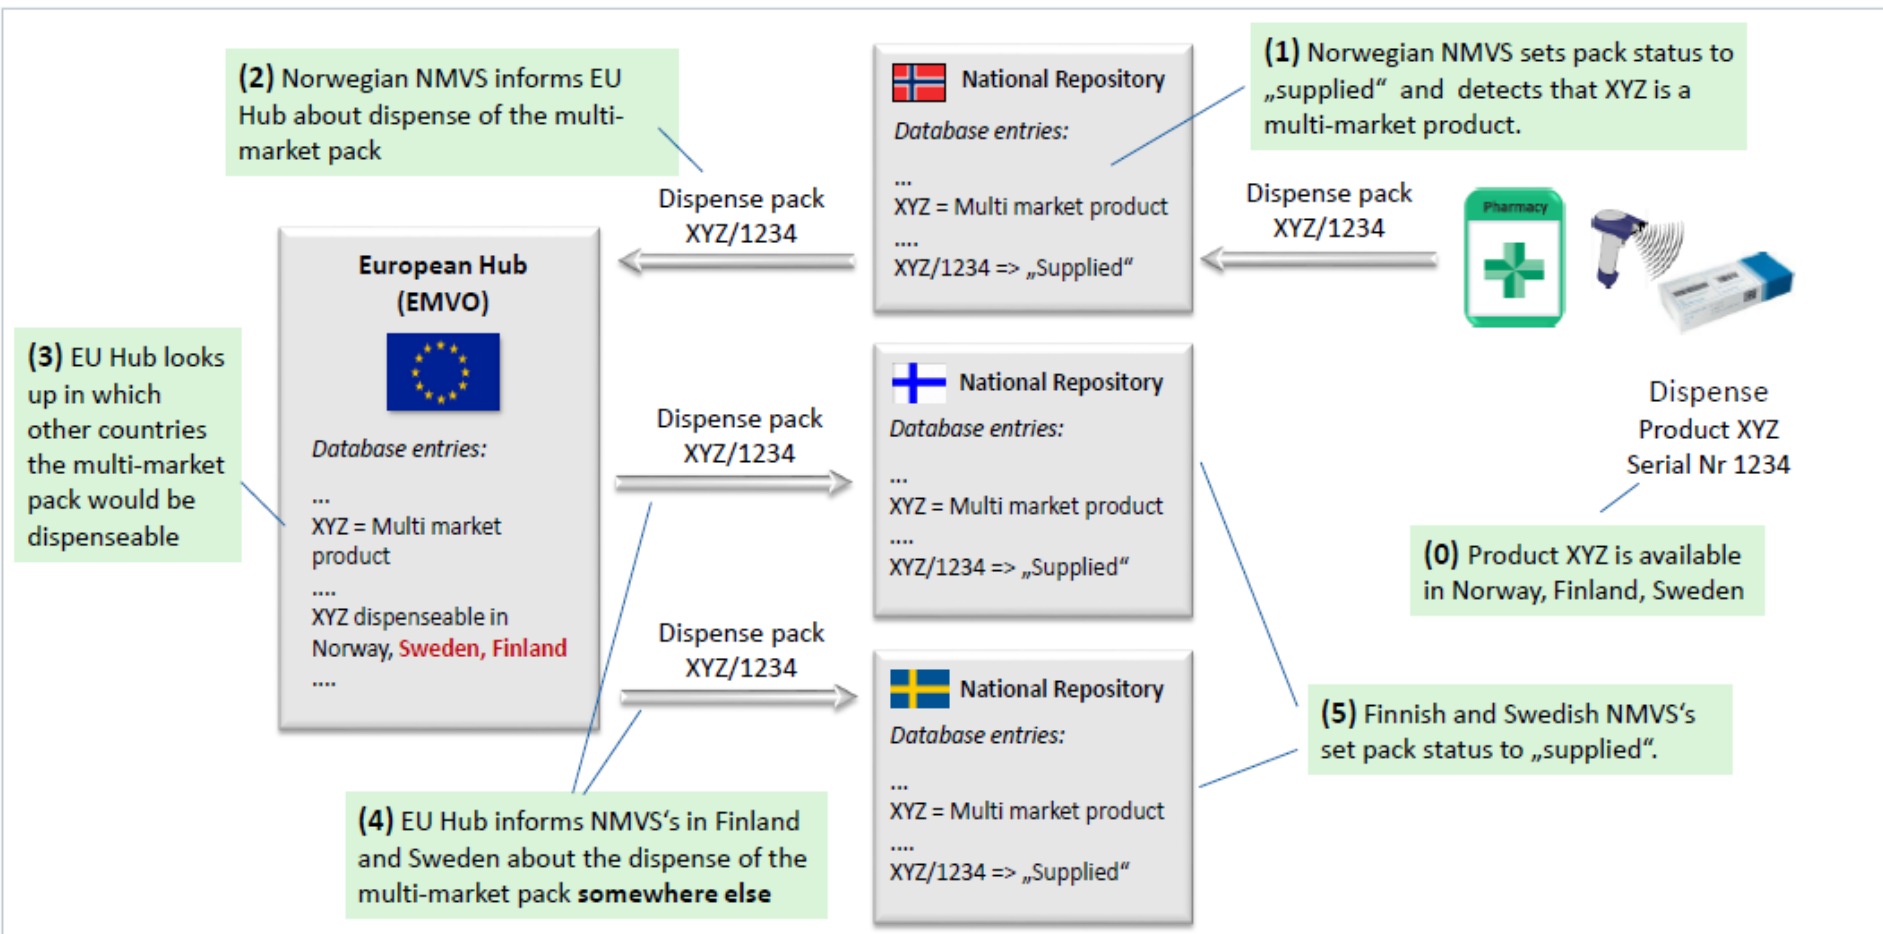 (2) Norwegian NMVS informs EU
Hub about dispense of the multi-
market pack
National Repository
Database entries:
...
XYZ = Multi market product
....
XYZ/1234 => „Supplied“
(1) Norwegian NMVS sets pack status to
„supplied“ and detects that XYZ is a
multi-market product.
Dispense pack
XYZ/1234
Dispense pack
XYZ/1234
Pharmacy
European Hub
(EMVO)
Database entries:
...
XYZ = Multi market
product
....
XYZ dispenseable in
Norway, Sweden, Finland
....
(3) EU Hub looks
up in which
other countries
the multi-market
pack would be
dispenseable
Dispense pack
XYZ/1234
National Repository
Database entries:
...
XYZ = Multi market product
....
XYZ/1234 => „Supplied“
Dispense
Product XYZ
Serial Nr 1234
(0) Product XYZ is available
in Norway, Finland, Sweden
Dispense pack
XYZ/1234
National Repository
Database entries:
...
XYZ = Multi market product
....
XYZ/1234 => „Supplied“
(5) Finnish and Swedish NMVS‘s
set pack status to „supplied“.
(4) EU Hub informs NMVS‘s in Finland
and Sweden about the dispense of the
multi-market pack somewhere else